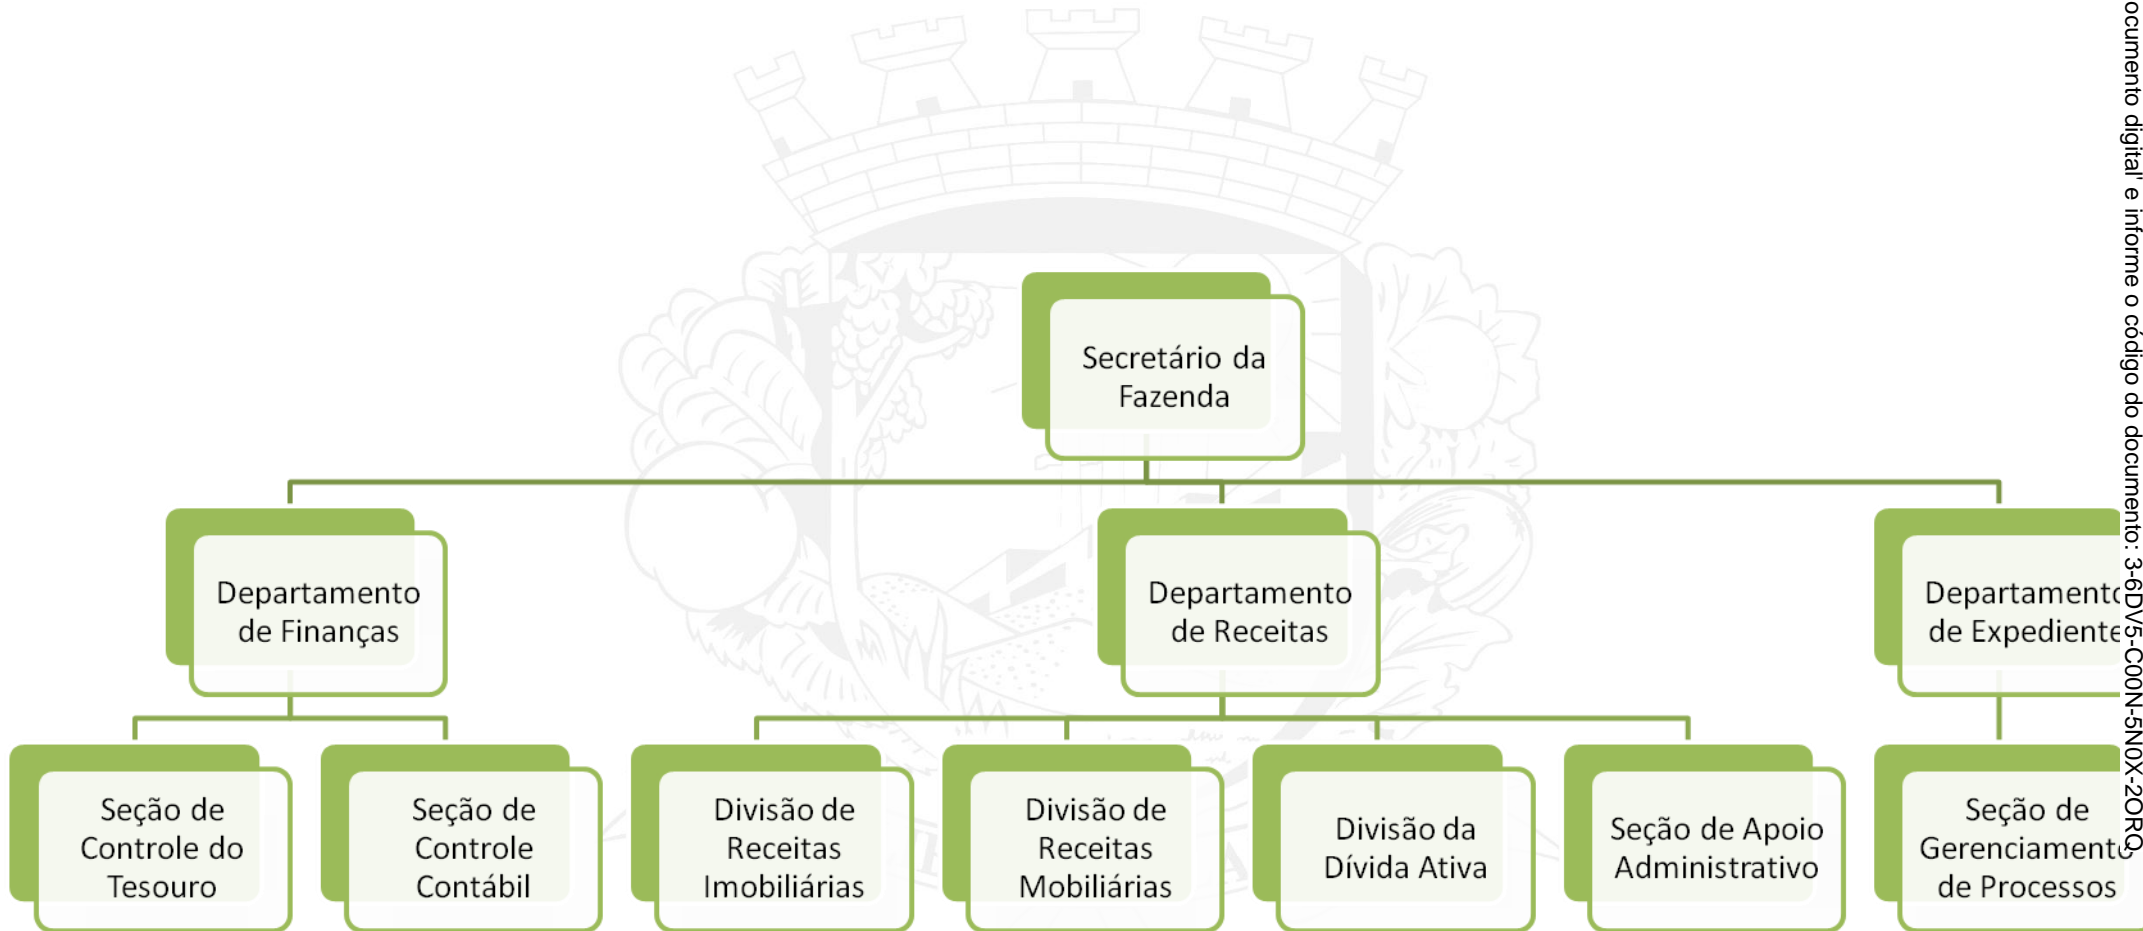 Secretário da
Fazenda
Departamento
de Finanças
Departamento
de Receitas
Departamento
de Expediente
Seção de
Controle do
Tesouro
Seção de
Controle
Contábil
Divisão de
Receitas
Imobiliárias
Divisão de
Receitas
Mobiliárias
Divisão da
Dívida Ativa
Seção de Apoio
Administrativo
Seção de
Gerenciamento
de Processos
ocumento digital' e informe o código do documento: 3-6DV5-C00N-5N0X-2ORQ